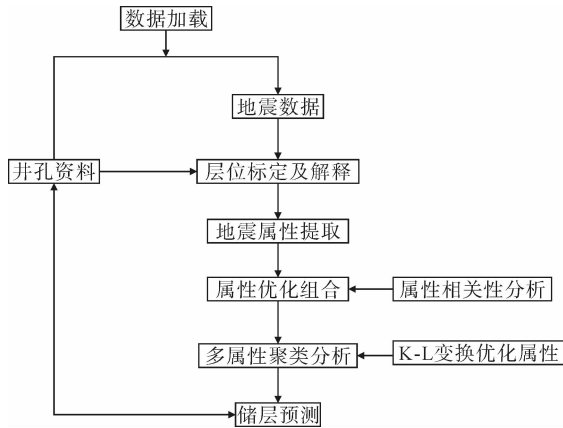 数据加载
地震数据
井孔资料
层位标定及解释
地震属性提取
属性优化组合
属性相关性分析
多属性聚类分析
K-L变换优化属性
储层预测